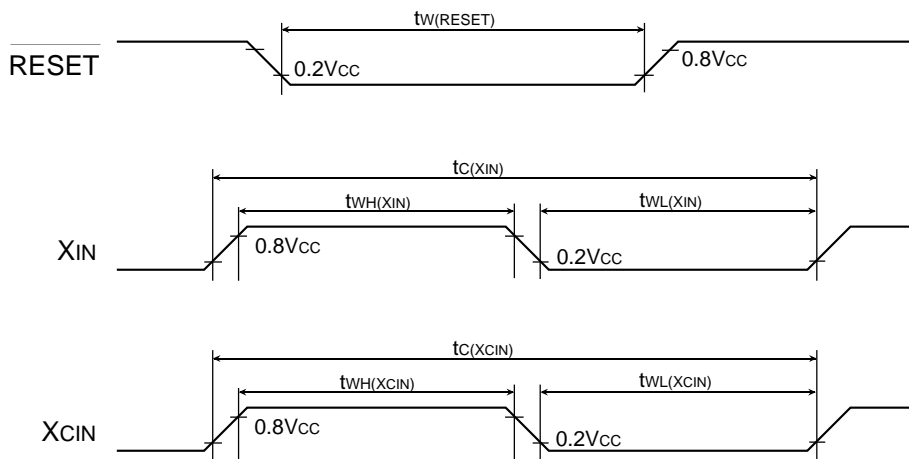 tW(RESET)
RESET
0.2VCC
0.8VCC
tC(XIN)
tWH(XIN)
tWL(XIN)
XIN
0.8VCC
0.2VCC
tC(XCIN)
tWH(XCIN)
tWL(XCIN)
XCIN
0.8VCC
0.2VCC